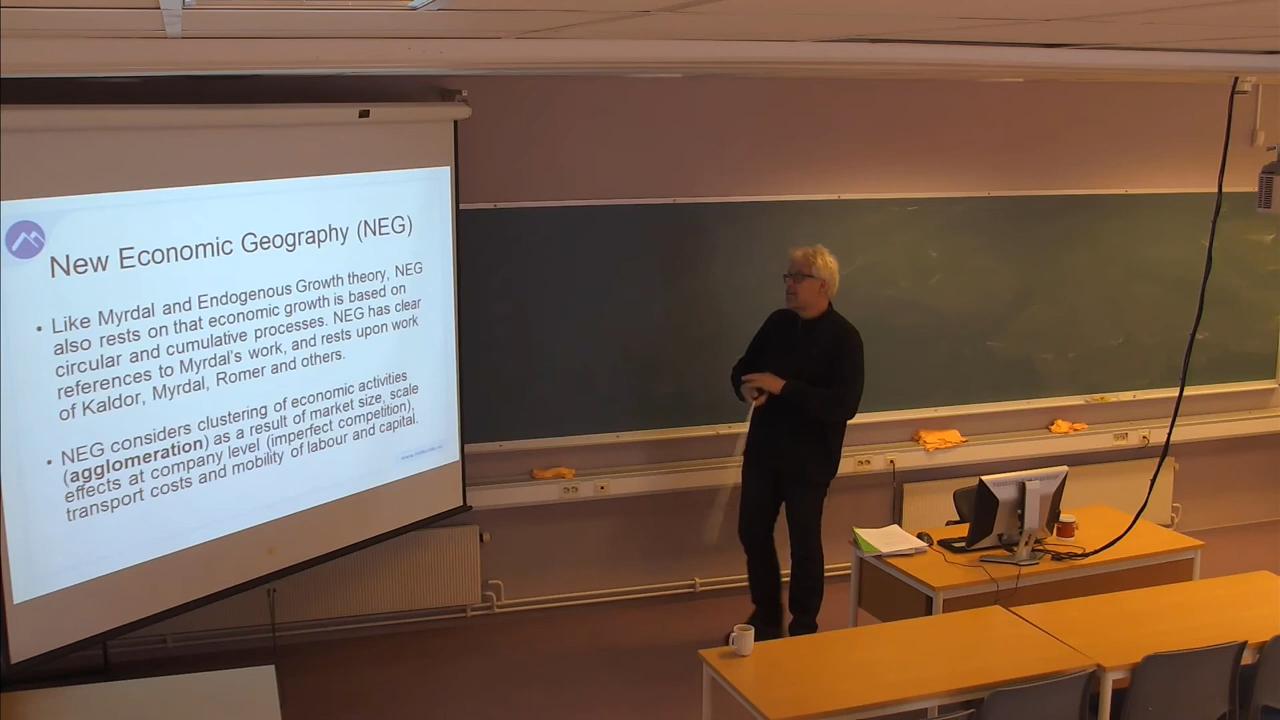 New Economic Geography (NEG)
• Like Myrdal and Endogenous Growth theory, NEG
also rests on that economic growth is based on
circular and cumulative processes. NEG has clear
references to Myrdal's work, and rests upon work
of Kaldor, Myrdal, Romer and others.
• NEG considers clustering of economic activities
(agglomeration) as a result of market size, scale
effects at company level (imperfect competition),
transport costs and mobility of labour and capital.